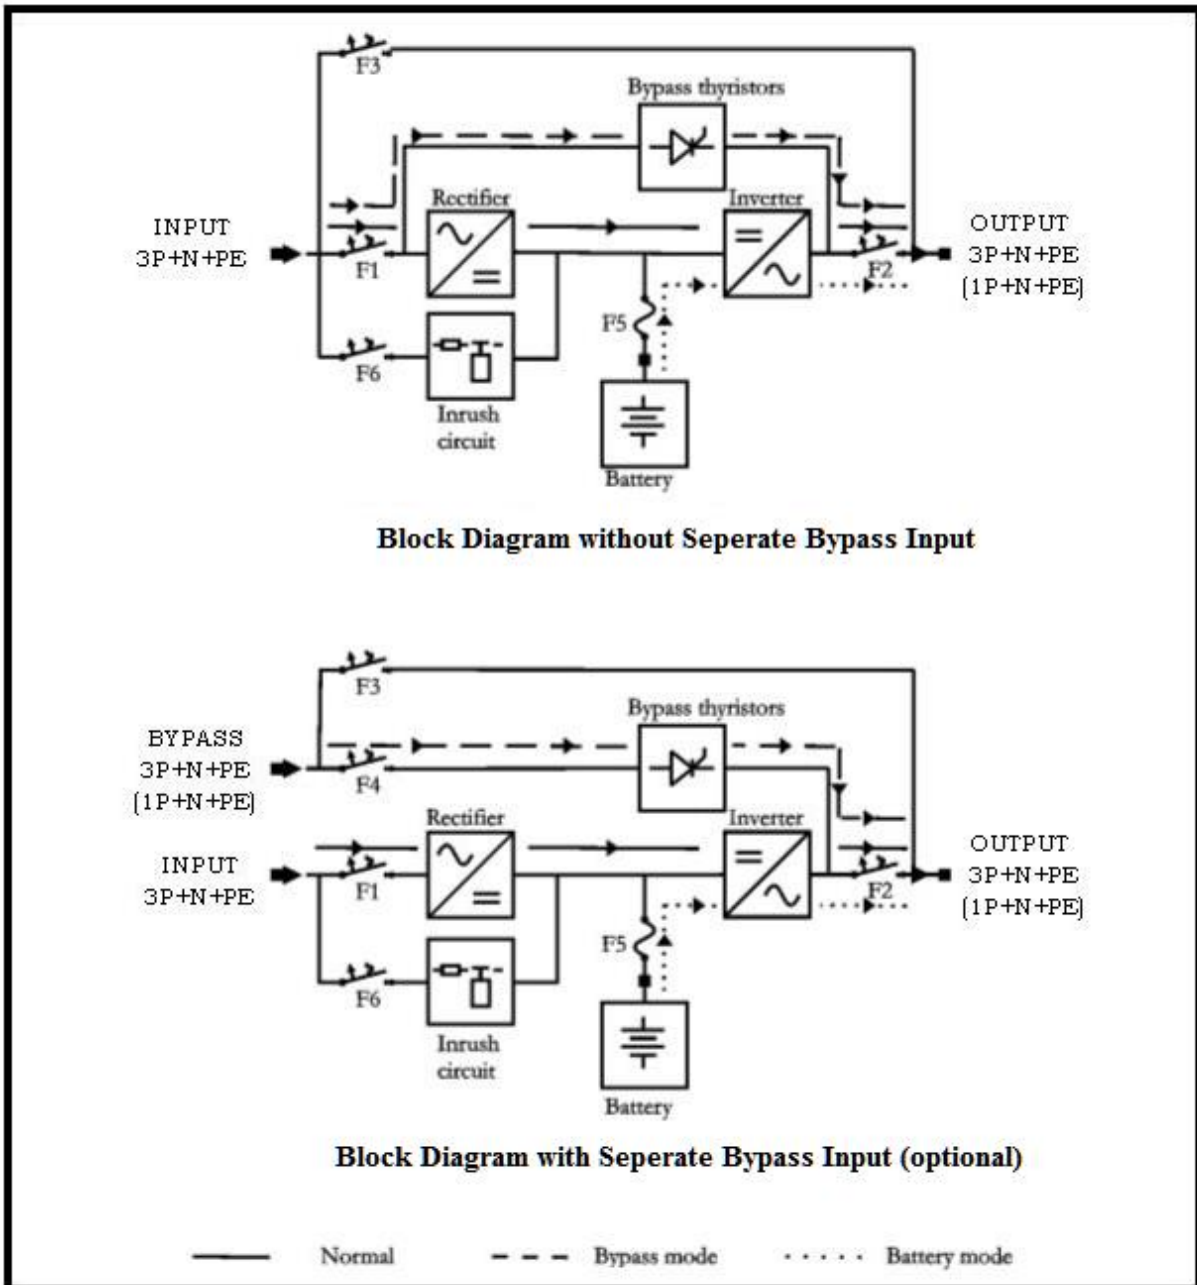 F3
Bypass thyristors
Rectifier
Inverter
INPUT
3P+N+PE
F1
F2
OUTPUT
3P+N+PE
(1P+N+PE)
F5
F6
Inrush
circuit
Battery
Block Diagram without Seperate Bypass Input
F3
Bypass thyristors
BYPASS
3P+N+PE
(1P+N+PE)
F4
Rectifier
Inverter
INPUT
3P+N+PE
F1
F2
OUTPUT
3P+N+PE
(1P+N+PE)
F5
F6
Inrush
circuit
Battery
Block Diagram with Seperate Bypass Input (optional)
Normal
Bypass mode
Battery mode